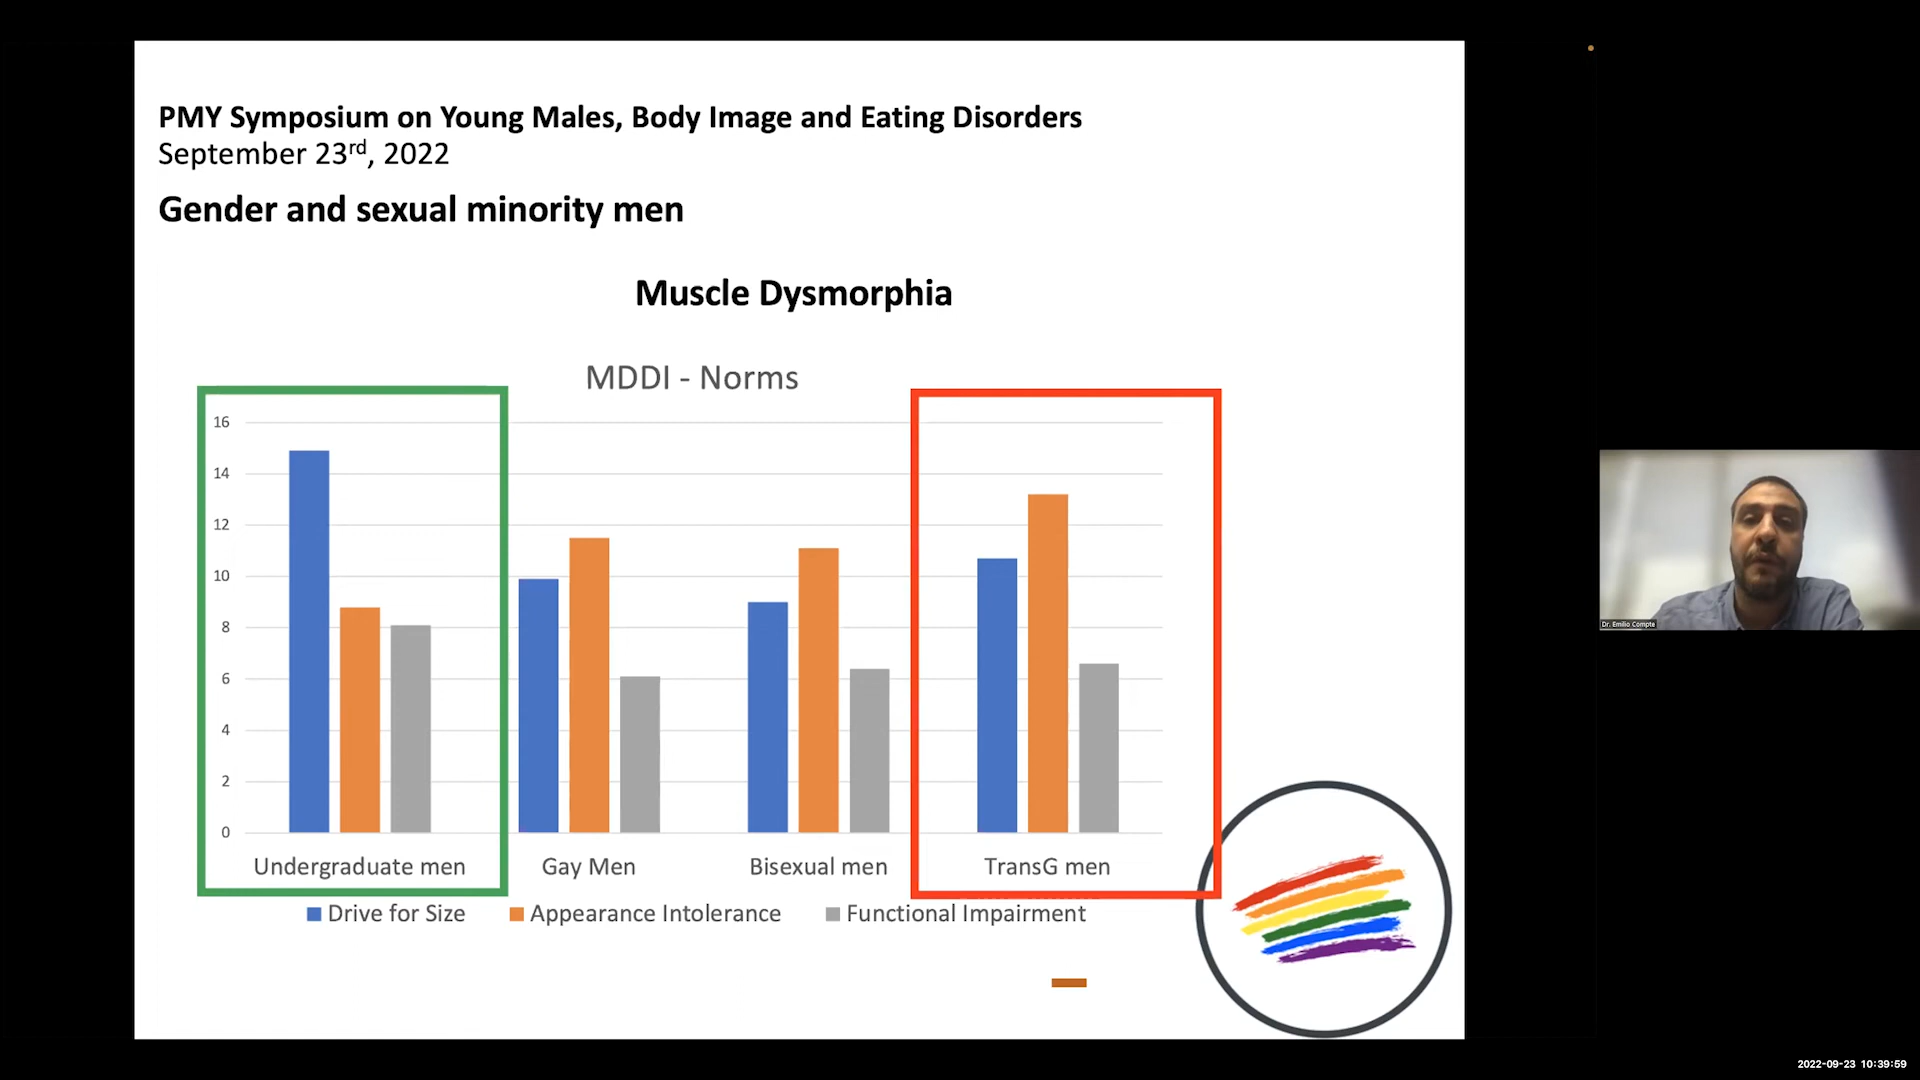 PMY Symposium on Young Males, Body Image and Eating Disorders
September 23rd, 2022
Gender and sexual minority men
Muscle Dysmorphia
MDDI - Norms
16
14
12
10
8
6
4
2
0
Undergraduate men
Gay Men
Bisexual men
TransG men
Drive for Size
Appearance Intolerance
Functional Impairment
Dr. Emilio Compte
2022-09-23 10:39:59